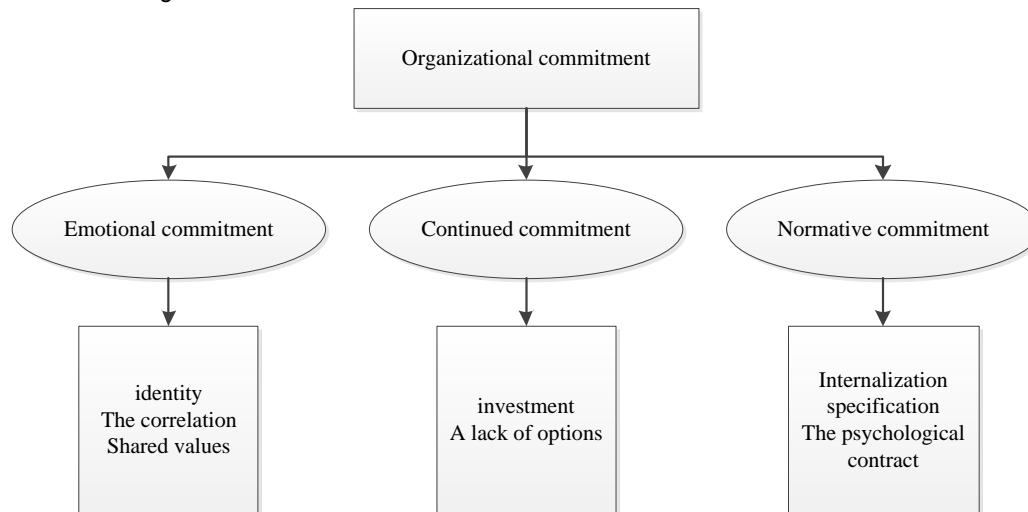 Organizational commitment
Emotional commitment
Continued commitment
Normative commitment
identity
The correlation
Shared values
investment
A lack of options
Internalization
specification
The psychological
contract